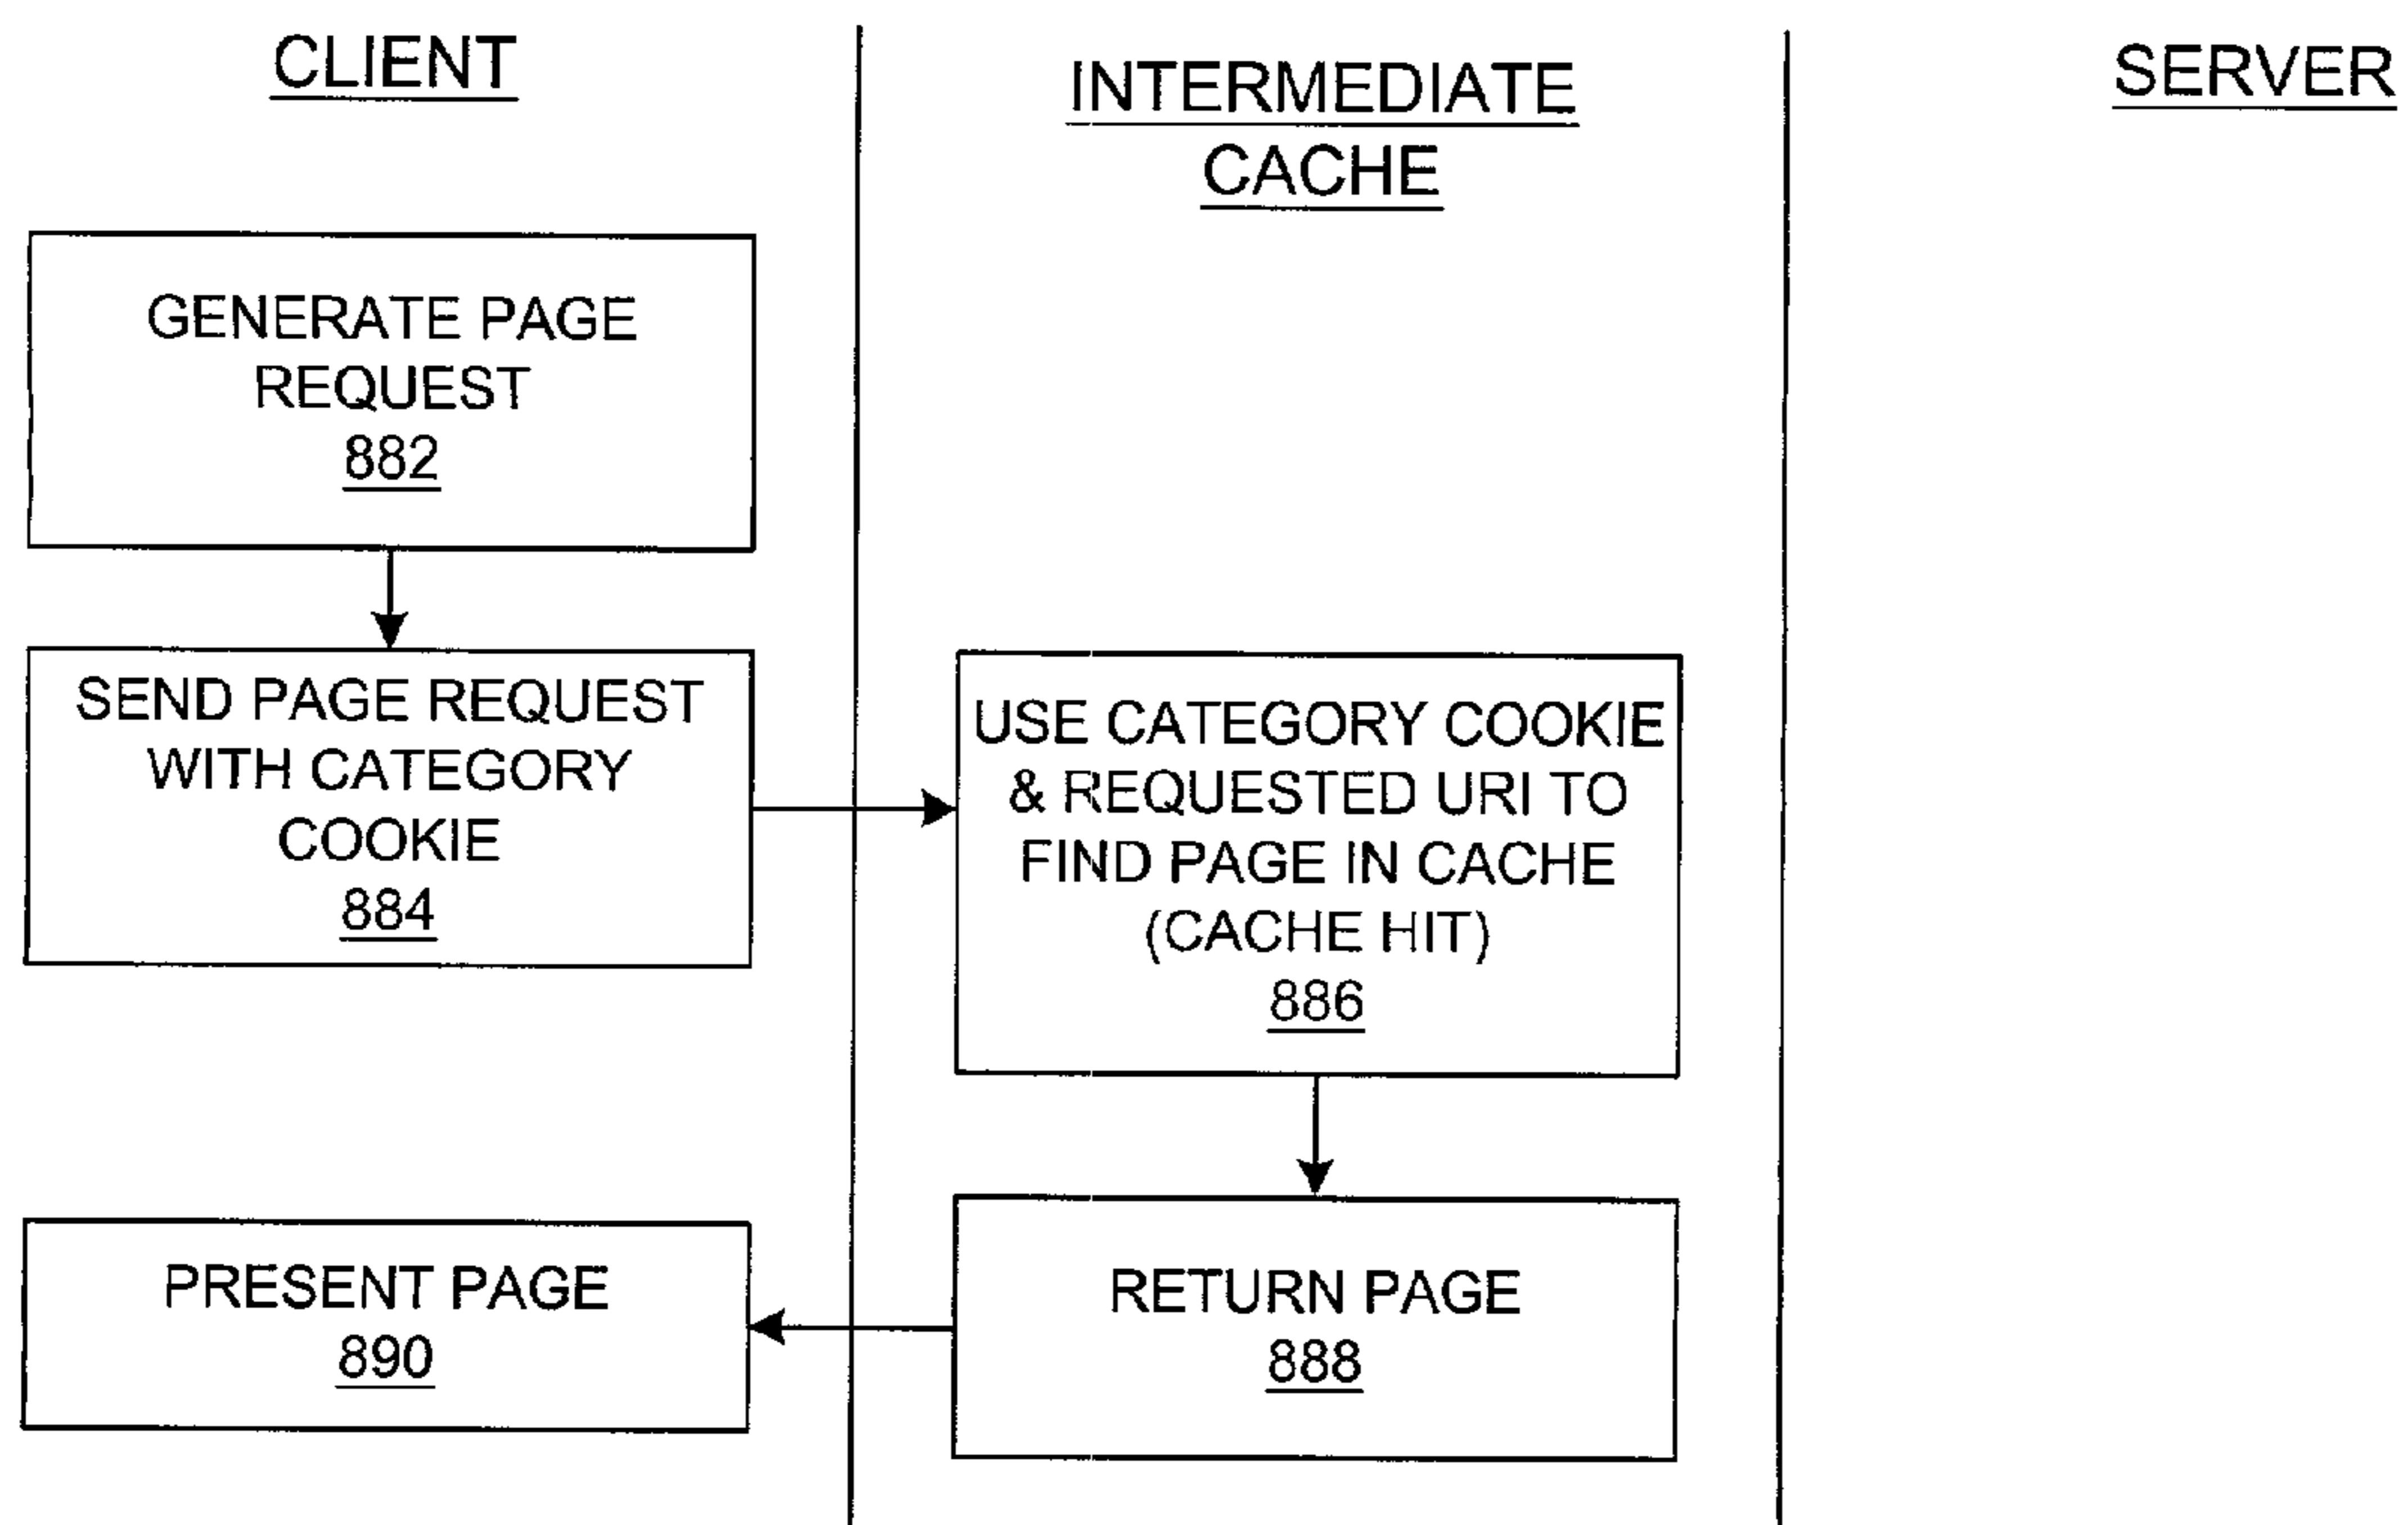 CLIENT
INTERMEDIATE
CACHE
SERVER
GENERATE PAGE
REQUEST
882
SEND PAGE REQUEST
WITH CATEGORY
COOKIE
884
USE CATEGORY COOKIE
& REQUESTED URI TO
FIND PAGE IN CACHE
(CACHE HIT)
886
RETURN PAGE
888
PRESENT PAGE
890